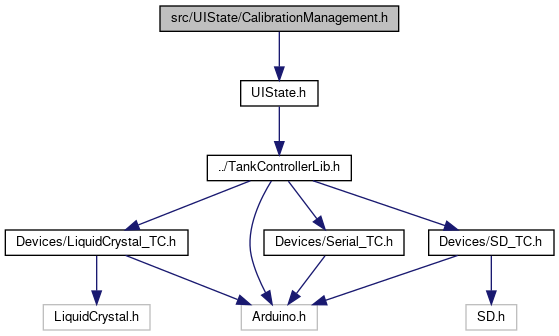 src/UIState/CalibrationManagement.h
UIState.h
../TankControllerLib.h
Devices/LiquidCrystal_TC.h
Devices/Serial_TC.h
Devices/SD_TC.h
LiquidCrystal.h
Arduino.h
SD.h